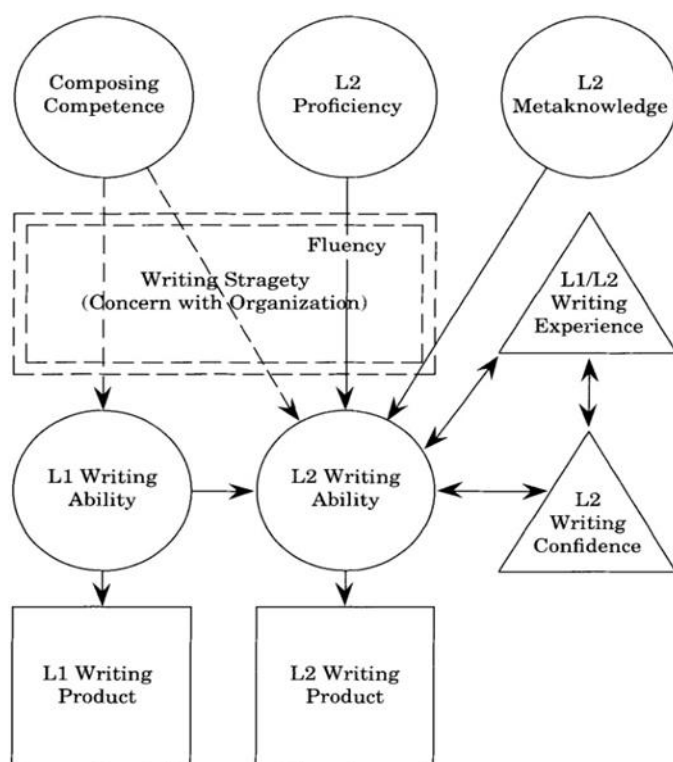 Composing
Competence
L2
Proficiency
L2
Metaknowledge
Fluency
Writing Stragety
(Concern with Organization)
L1/L2
Writing
Experience
L1 Writing
Ability
L2 Writing
Ability
L2
Writing
Confidence
L1 Writing
Product
L2 Writing
Product